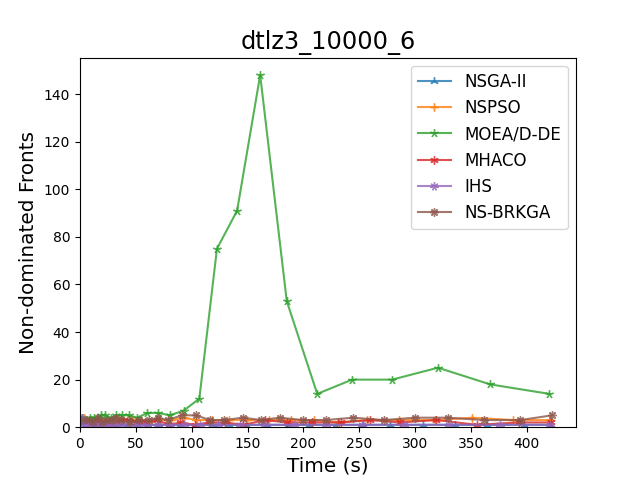 dtlz3_10000_6
Non-dominated Fronts
140
120
100
80
60
40
20
0
0 50 100 150 200 250 300 350 400
Time (s)
NSGA-II
NSPSO
MOEA/D-DE
MHACO
IHS
NS-BRKGA